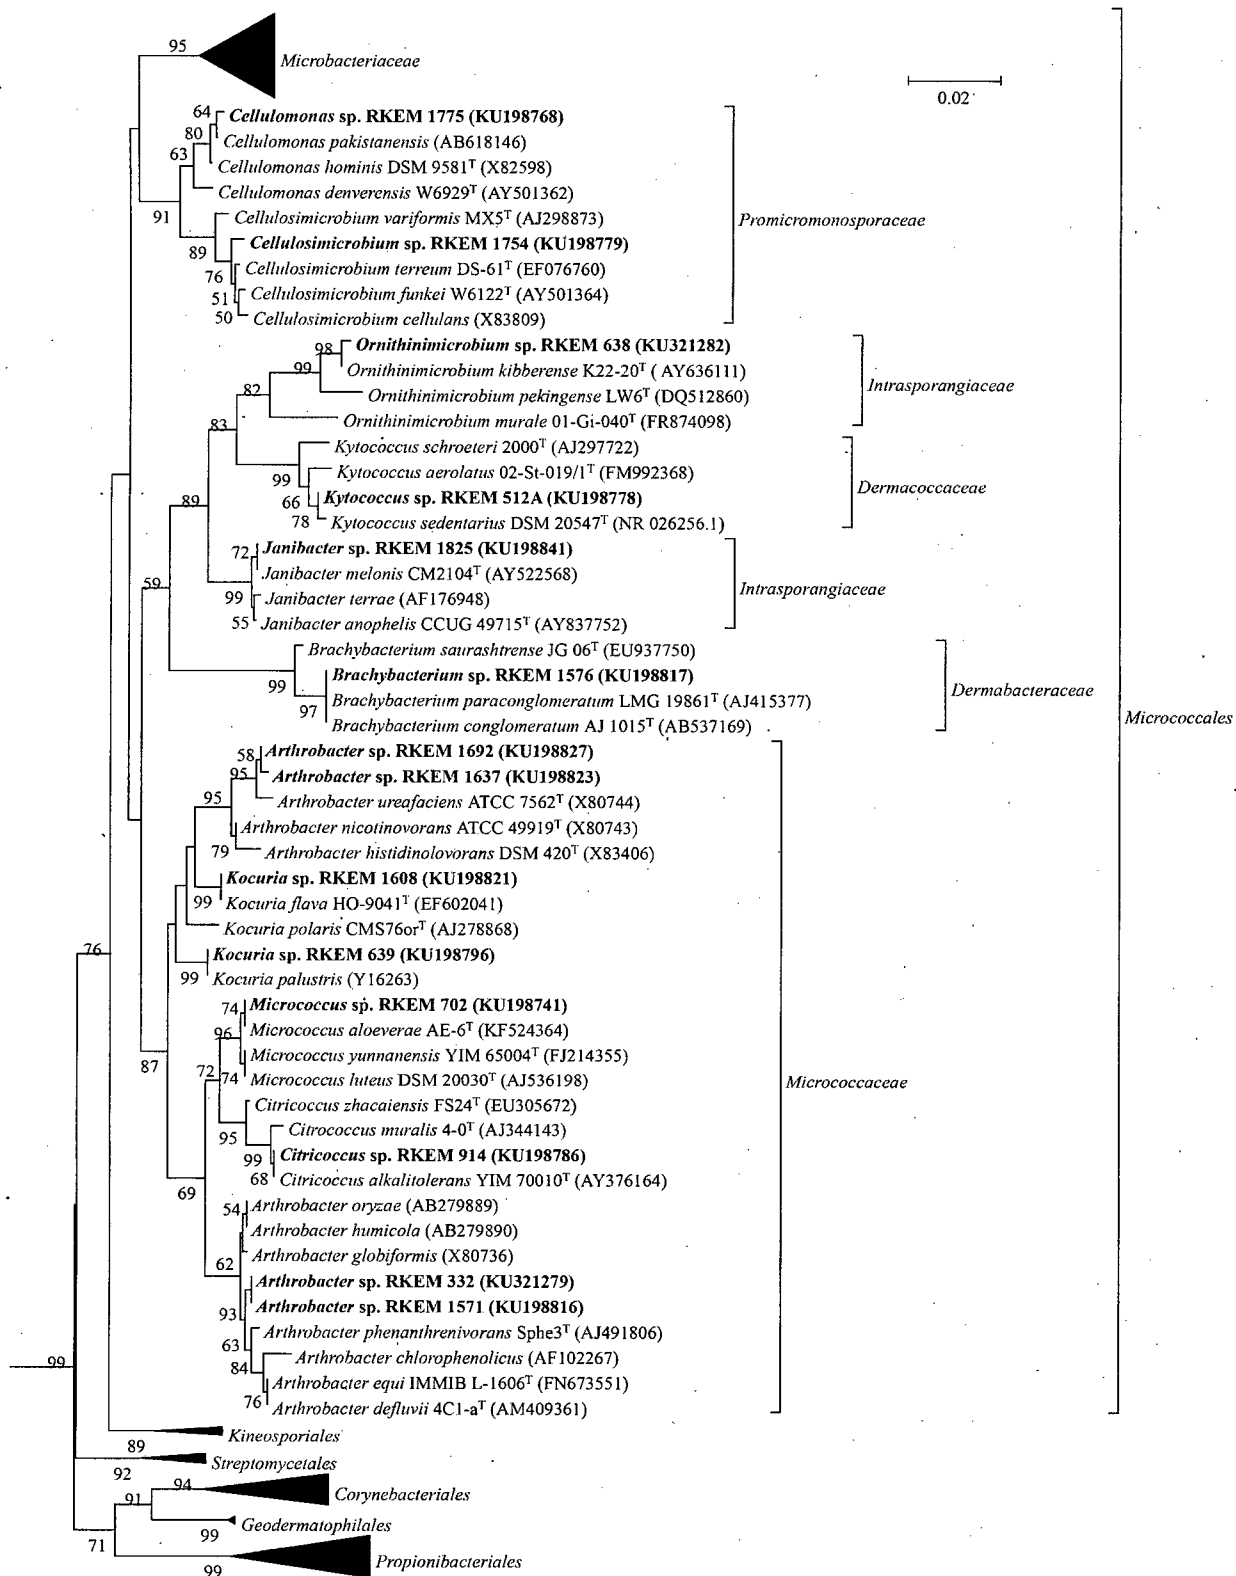 95
Microbacteriaceae
0.02
64
Cellulomonas sp. RKEM 1775 (KU198768)
80
Cellulomonas pakistanensis (AB618146)
63
Cellulomonas hominis DSM 9581T (X82598)
Cellulomonas denverensis W6929T (AY501362)
91
Cellulosimicrobium variformis MX5T (AJ298873)
Promicromonosporaceae
89
Cellulosimicrobium sp. RKEM 1754 (KU198779)
76
Cellulosimicrobium terreum DS-61T (EF076760)
51
Cellulosimicrobium funkei W6122T (AY501364)
50
Cellulosimicrobium cellulans (X83809)
98
Ornithinimicrobium sp. RKEM 638 (KU321282)
99
Ornithinimicrobium kibberense K22-20T ( AY636111)
Intrasporangiaceae
82
Ornithinimicrobium pekingense LW6T (DQ512860)
83
Ornithinimicrobium murale 01-Gi-040T (FR874098)
Kytococcus schroeteri 2000T (AJ297722)
99
Kytococcus aerolatus 02-St-019/1T (FM992368)
Dermacoccaceae
89
66
Kytococcus sp. RKEM 512A (KU198778)
78
Kytococcus sedentarius DSM 20547T (NR 026256.1)
72
Janibacter sp. RKEM 1825 (KU198841)
Janibacter melonis CM2104T (AY522568)
59
99
Janibacter terrae (AF176948)
Intrasporangiaceae
55
Janibacter anophelis CCUG 49715T (AY837752)
Brachybacterium saurashtrense JG 06T (EU937750)
99
Brachybacterium sp. RKEM 1576 (KU198817)
97
Brachybacterium paraconglomeratum LMG 19861T (AJ415377)
Dermabacteraceae
Brachybacterium conglomeratum AJ 1015T (AB537169)
Micrococcales
58
Arthrobacter sp. RKEM 1692 (KU198827)
95
Arthrobacter sp. RKEM 1637 (KU198823)
95
Arthrobacter ureafaciens ATCC 7562T (X80744)
Arthrobacter nicotinovorans ATCC 49919T (X80743)
79
Arthrobacter histidinolovorans DSM 420T (X83406)
Kocuria sp. RKEM 1608 (KU198821)
99
Kocuria flava HO-9041T (EF602041)
Kocuria polaris CMS76orT (AJ278868)
76
Kocuria sp. RKEM 639 (KU198796)
99
Kocuria palustris (Y16263)
74
Micrococcus sp. RKEM 702 (KU198741)
96
Micrococcus aloeverae AE-6T (KF524364)
87
Micrococcus yunnanensis YIM 65004T (FJ214355)
72
74
Micrococcus luteus DSM 20030T (AJ536198)
Micrococcaceae
Citricoccus zhacaiensis FS24T (EU305672)
95
Citrococcus muralis 4-0T (AJ344143)
99
Citricoccus sp. RKEM 914 (KU198786)
68
Citricoccus alkalitolerans YIM 70010T (AY376164)
69
54
Arthrobacter oryzae (AB279889)
Arthrobacter humicola (AB279890)
62
Arthrobacter globiformis (X80736)
Arthrobacter sp. RKEM 332 (KU321279)
93
Arthrobacter sp. RKEM 1571 (KU198816)
63
Arthrobacter phenanthrenivorans Sphe3T (AJ491806)
84
Arthrobacter chlorophenolicus (AF102267)
99
Arthrobacter equi IMMIB L-1606T (FN673551)
76
Arthrobacter defluvii 4C1-aT (AM409361)
Kineosporiales
89
Streptomycetales
92
94
Corynebacteriales
91
Geodermatophilales
99
71
Propionibacteriales
99